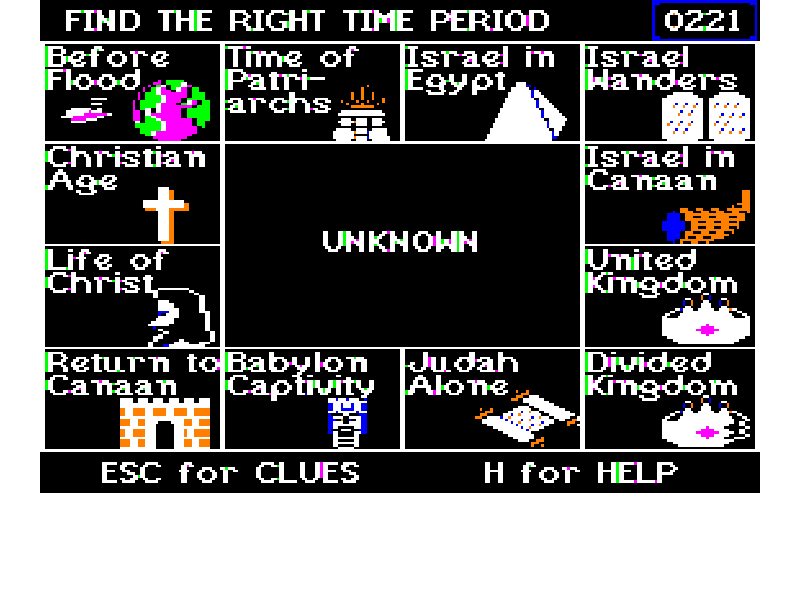 FIND THE RIGHT TIME PERIOD
0221
Before
Flood
Time of
Patri-
archs
Israel in
Egypt
Israel
Wanders
Christian
Age
Israel in
Canaan
UNKNOWN
Life of
Christ
United
Kingdom
Return to
Canaan
Babylon
Captivity
Judah
Alone
Divided
Kingdom
ESC for CLUES
H for HELP